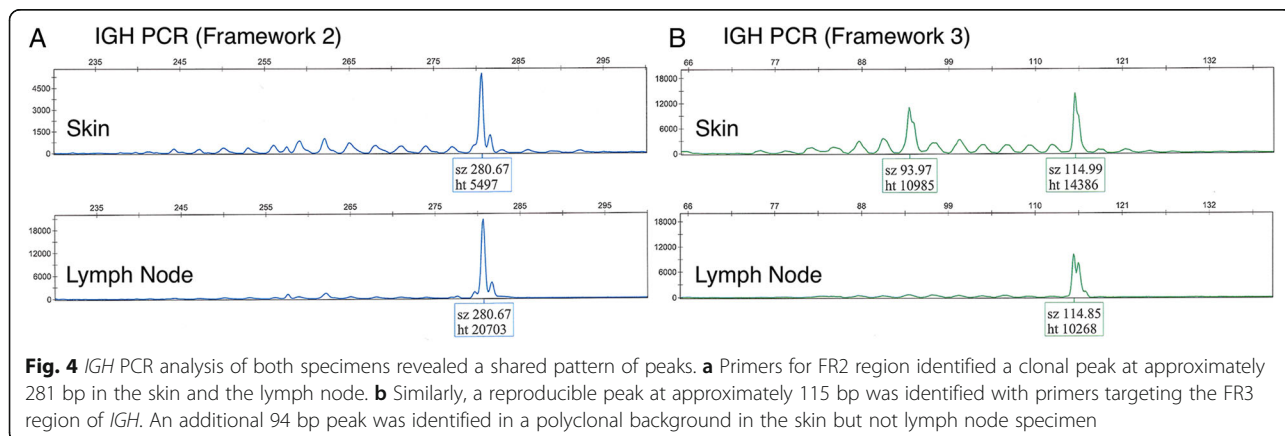 A IGH PCR (Framework 2)
235 245 255 265 275 285 295
4500
3000
1500
0
Skin
sz 280.67
ht 5497
235 245 255 265 275 285 295
18000
12000
6000
0
Lymph Node
sz 280.67
ht 20703
B IGH PCR (Framework 3)
66 77 88 99 110 121 132
18000
12000
6000
0
Skin
sz 93.97
ht 10985
sz 114.99
ht 14386
66 77 88 99 110 121 132
18000
12000
6000
0
Lymph Node
sz 114.85
ht 10268
Fig. 4 IGH PCR analysis of both specimens revealed a shared pattern of peaks. a Primers for FR2 region identified a clonal peak at approximately
281 bp in the skin and the lymph node. b Similarly, a reproducible peak at approximately 115 bp was identified with primers targeting the FR3
region of IGH. An additional 94 bp peak was identified in a polyclonal background in the skin but not lymph node specimen